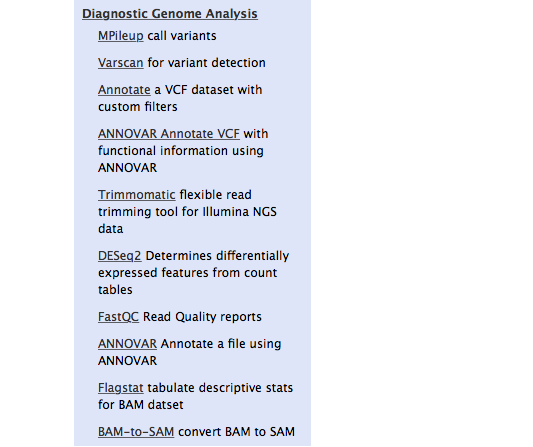 Diagnostic Genome Analysis
MPileup call variants
Varscan for variant detection
Annotate a VCF dataset with
custom filters
ANNOVAR Annotate VCF with
functional information using
ANNOVAR
Trimmomatic flexible read
trimming tool for Illumina NGS
data
DESeq2 Determines differentially
expressed features from count
tables
FastQC Read Quality reports
ANNOVAR Annotate a file using
ANNOVAR
Flagstat tabulate descriptive stats
for BAM datset
BAM-to-SAM convert BAM to SAM